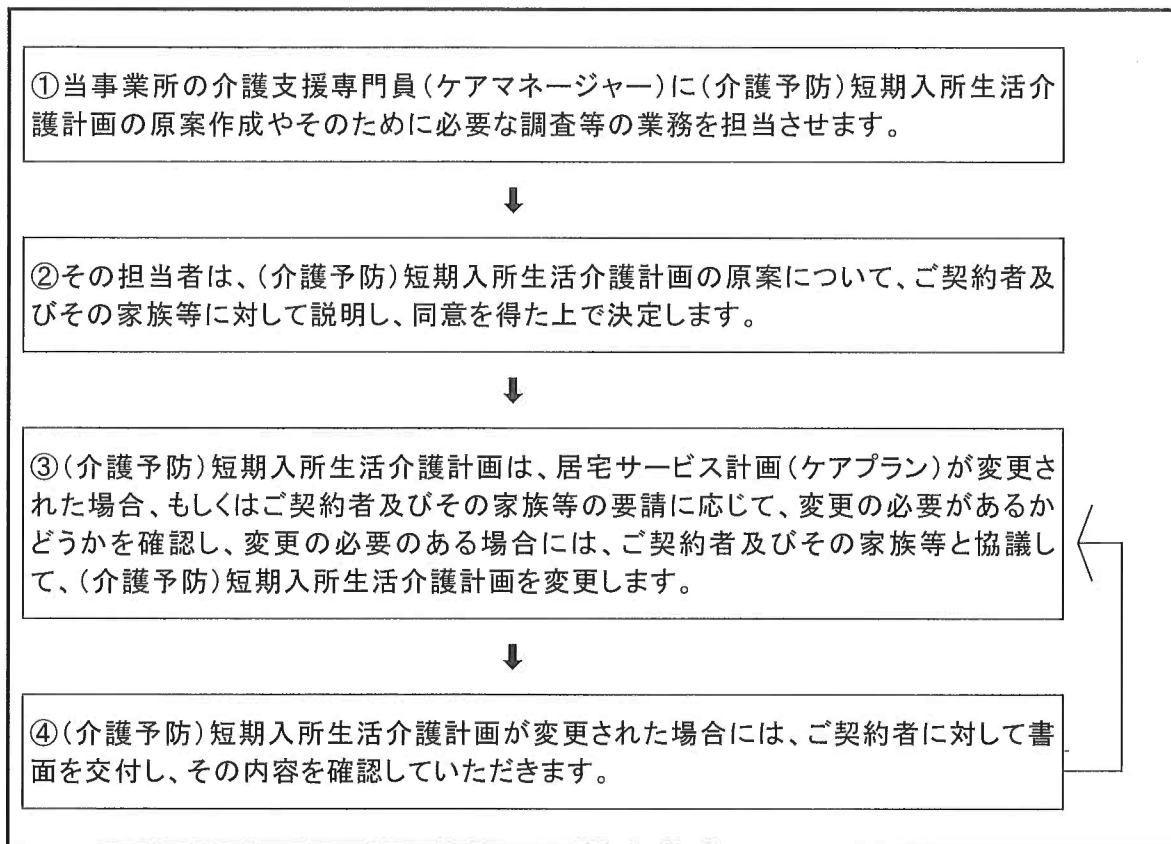 ①当事業所の介護支援専門員(ケアマネージャー)に(介護予防)短期入所生活介
護計画の原案作成やそのために必要な調査等の業務を担当させます。
②その担当者は、(介護予防)短期入所生活介護計画の原案について、ご契約者及
びその家族等に対して説明し、同意を得た上で決定します。
③(介護予防)短期入所生活介護計画は、居宅サービス計画(ケアプラン)が変更さ
れた場合、もしくはご契約者及びその家族等の要請に応じて、変更の必要があるか
どうかを確認し、変更の必要のある場合には、ご契約者及びその家族等と協議し
て、(介護予防)短期入所生活介護計画を変更します。
④(介護予防)短期入所生活介護計画が変更された場合には、ご契約者に対して書
面を交付し、その内容を確認していただきます。